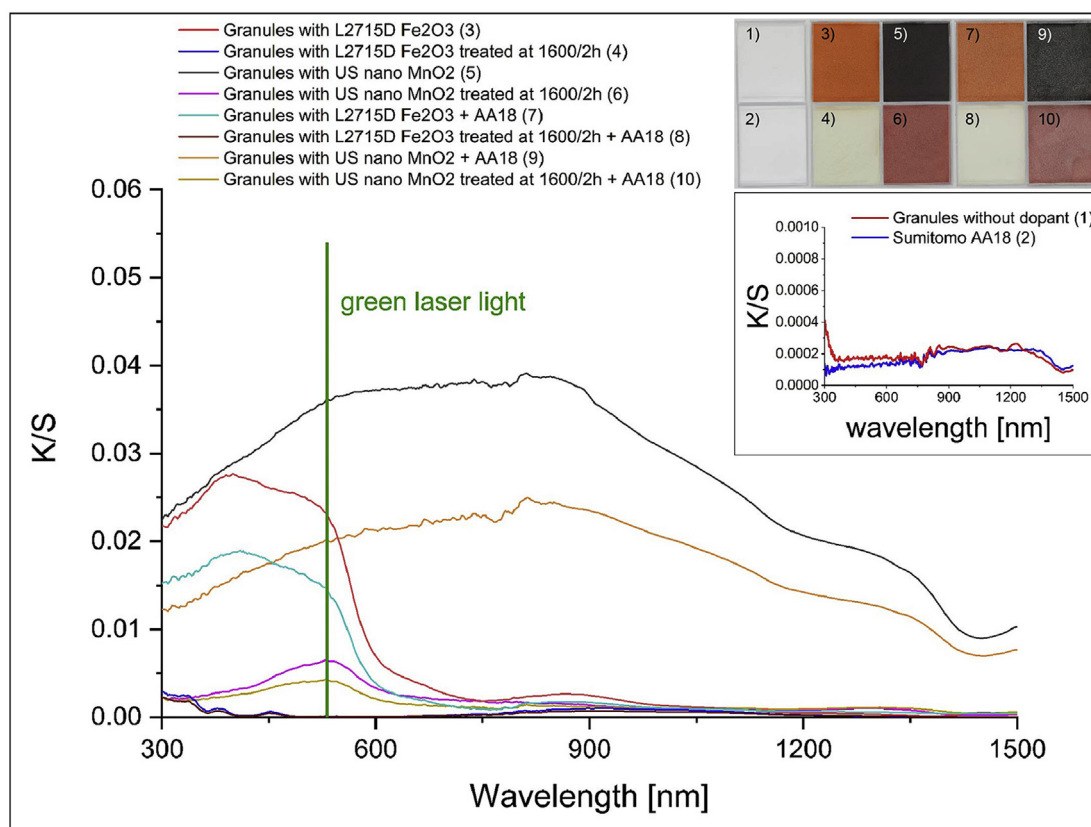 Granules with L2715D Fe2O3 (3)
Granules with L2715D Fe2O3 treated at 1600/2h (4)
Granules with US nano MnO2 (5)
Granules with US nano MnO2 treated at 1600/2h (6)
Granules with L2715D Fe2O3 + AA18 (7)
Granules with L2715D Fe2O3 treated at 1600/2h + AA18 (8)
Granules with US nano MnO2 + AA18 (9)
Granules with US nano MnO2 treated at 1600/2h + AA18 (10)
1) 3) 5) 7) 9)
2) 4) 6) 8) 10)
0.06
0.05
0.04
0.03
0.02
0.01
0.00
K/S
green laser light
300 600 900 1200 1500
Wavelength [nm]
Granules without dopant (1)
Sumitomo AA18 (2)
0.0010
0.0008
0.0006
0.0004
0.0002
0.0000
K/S
300 600 900 1200 1500
wavelength [nm]